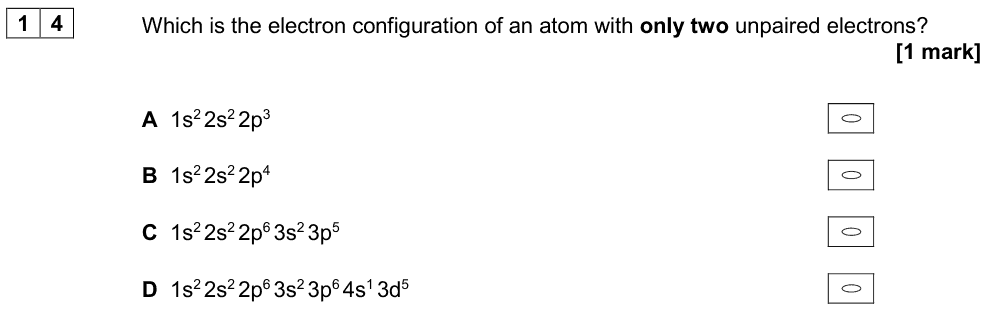 1 4 Which is the electron configuration of an atom with only two unpaired electrons?
[1 mark]
A 1s² 2s² 2p³
B 1s² 2s² 2p⁴
C 1s² 2s² 2p⁶ 3s² 3p⁵
D 1s² 2s² 2p⁶ 3s² 3p⁶ 4s¹ 3d⁵